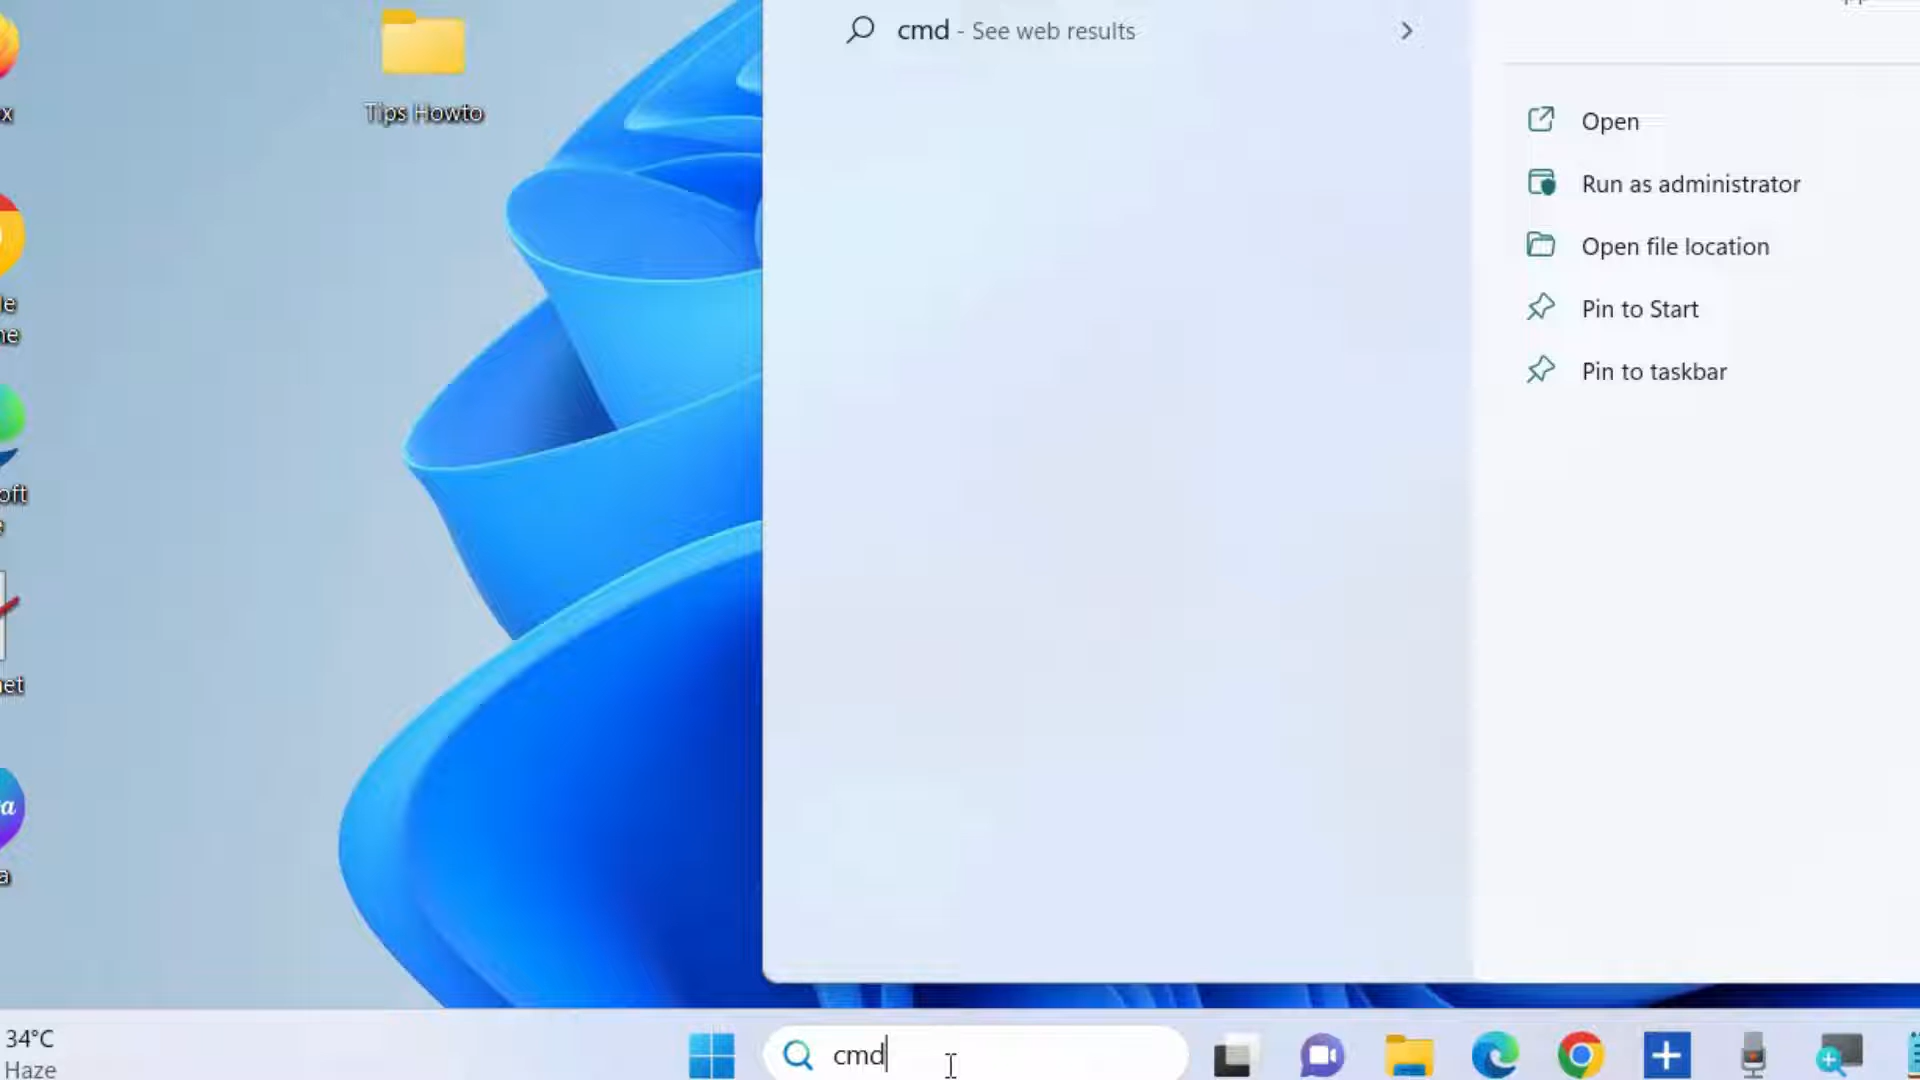 cmd - See web results
Tips Howto
Open
Run as administrator
Open file location
Pin to Start
Pin to taskbar
34°C
Haze
cmd